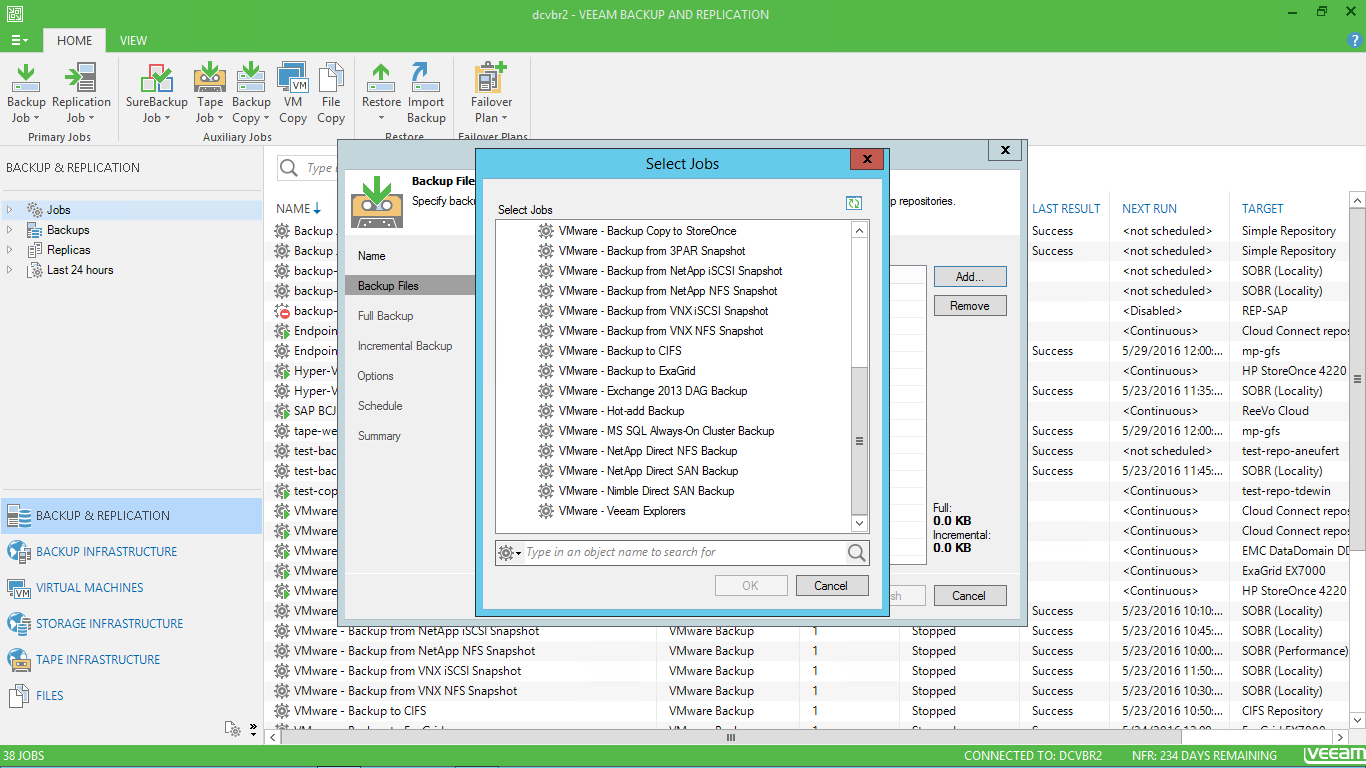 dcvbr2 - VEEAM BACKUP AND REPLICATION
HOME VIEW
Backup Job
Replication Job
SureBackup Job
Tape Job
Backup Copy
VM Copy
File Copy
Restore
Import Backup
Failover Plan
Primary Jobs
Auxiliary Jobs
Restore
Failover Plans
BACKUP & REPLICATION
Jobs
Backups
Replicas
Last 24 hours
BACKUP & REPLICATION
BACKUP INFRASTRUCTURE
VIRTUAL MACHINES
STORAGE INFRASTRUCTURE
TAPE INFRASTRUCTURE
FILES
Type
NAME
Backup
Backup
backup-
backup-
backup-
Endpoin
Endpoin
Hyper-V
Hyper-V
SAP BCJ
tape-we
test-bac
test-bac
test-cop
VMware
VMware
VMware
VMware
VMware
VMware
Backup File
Specify backu
p repositories.
Name
Backup Files
Full Backup
Incremental Backup
Options
Schedule
Summary
Add...
Remove
Full:
0.0 KB
Incremental:
0.0 KB
sh
Cancel
Select Jobs
Select Jobs
VMware - Backup Copy to StoreOnce
VMware - Backup from 3PAR Snapshot
VMware - Backup from NetApp iSCSI Snapshot
VMware - Backup from NetApp NFS Snapshot
VMware - Backup from VNX iSCSI Snapshot
VMware - Backup from VNX NFS Snapshot
VMware - Backup to CIFS
VMware - Backup to ExaGrid
VMware - Exchange 2013 DAG Backup
VMware - Hot-add Backup
VMware - MS SQL Always-On Cluster Backup
VMware - NetApp Direct NFS Backup
VMware - NetApp Direct SAN Backup
VMware - Nimble Direct SAN Backup
VMware - Veeam Explorers
Type in an object name to search for
OK
Cancel
LAST RESULT NEXT RUN TARGET
Success <not scheduled> Simple Repository
Success <not scheduled> Simple Repository
<not scheduled> SOBR (Locality)
<not scheduled> SOBR (Locality)
<Disabled> REP-SAP
<Continuous> Cloud Connect repos
Success 5/29/2016 12:00:... mp-gfs
<Continuous> HP StoreOnce 4220
Success 5/23/2016 11:35:... SOBR (Locality)
<Continuous> ReeVo Cloud
Success 5/29/2016 12:00:... mp-gfs
Success <not scheduled> test-repo-aneufert
Success 5/23/2016 11:45:... SOBR (Locality)
<Continuous> test-repo-tdewin
<Continuous> Cloud Connect repos
<Continuous> Cloud Connect repos
<Continuous> EMC DataDomain DD
<Continuous> ExaGrid EX7000
<Continuous> HP StoreOnce 4220
Success 5/23/2016 10:10:... SOBR (Locality)
VMware - Backup from NetApp iSCSI Snapshot VMware Backup 1 Stopped Success 5/23/2016 10:45:... SOBR (Locality)
VMware - Backup from NetApp NFS Snapshot VMware Backup 1 Stopped Success 5/23/2016 10:00:... SOBR (Performance)
VMware - Backup from VNX iSCSI Snapshot VMware Backup 1 Stopped Success 5/23/2016 11:50:... SOBR (Locality)
VMware - Backup from VNX NFS Snapshot VMware Backup 1 Stopped Success 5/23/2016 10:30:... SOBR (Locality)
VMware - Backup to CIFS VMware Backup 1 Stopped Success 5/23/2016 10:50:... CIFS Repository
38 JOBS
CONNECTED TO: DCVBR2
NFR: 234 DAYS REMAINING
veeam